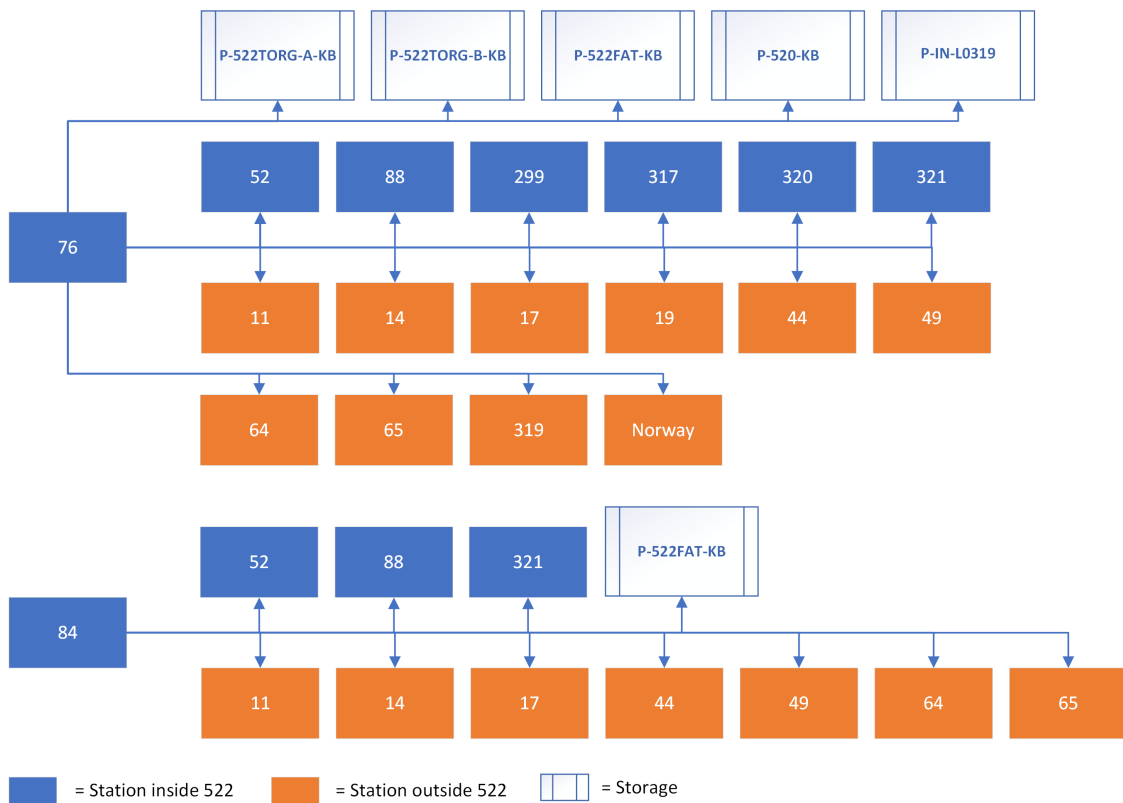 P-522TORG-A-KB
P-522TORG-B-KB
P-522FAT-KB
P-520-KB
P-IN-L0319
52
88
299
317
320
321
76
11
14
17
19
44
49
64
65
319
Norway
52
88
321
P-522FAT-KB
84
11
14
17
44
49
64
65
= Station inside 522
= Station outside 522
= Storage